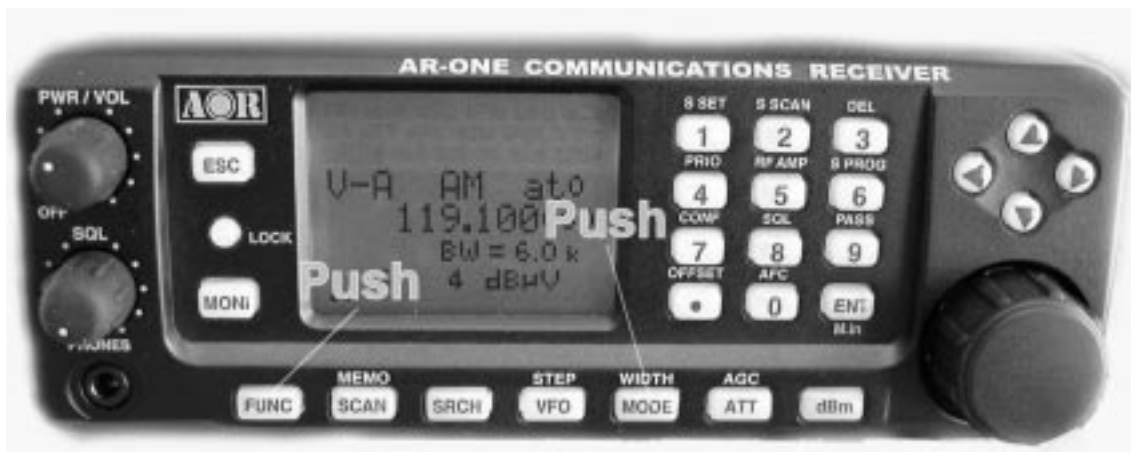 AR-ONE COMMUNICATIONS RECEIVER
PWR / VOL
AOR
S SET S SCAN DEL
1 2 3
ESC
PRIO RF AMP S PROG
V-A AM ato
4 5 6
OFF
119.100
Push
CONF SQL PASS
SQL
LOCK
BW = 6.0 k
7 8 9
Push
4 dBμV
OFFSET AFC
MONi
• 0 ENT
M.in
PHONES
MEMO STEP WIDTH AGC
FUNC SCAN SRCH VFO MODE ATT dBm